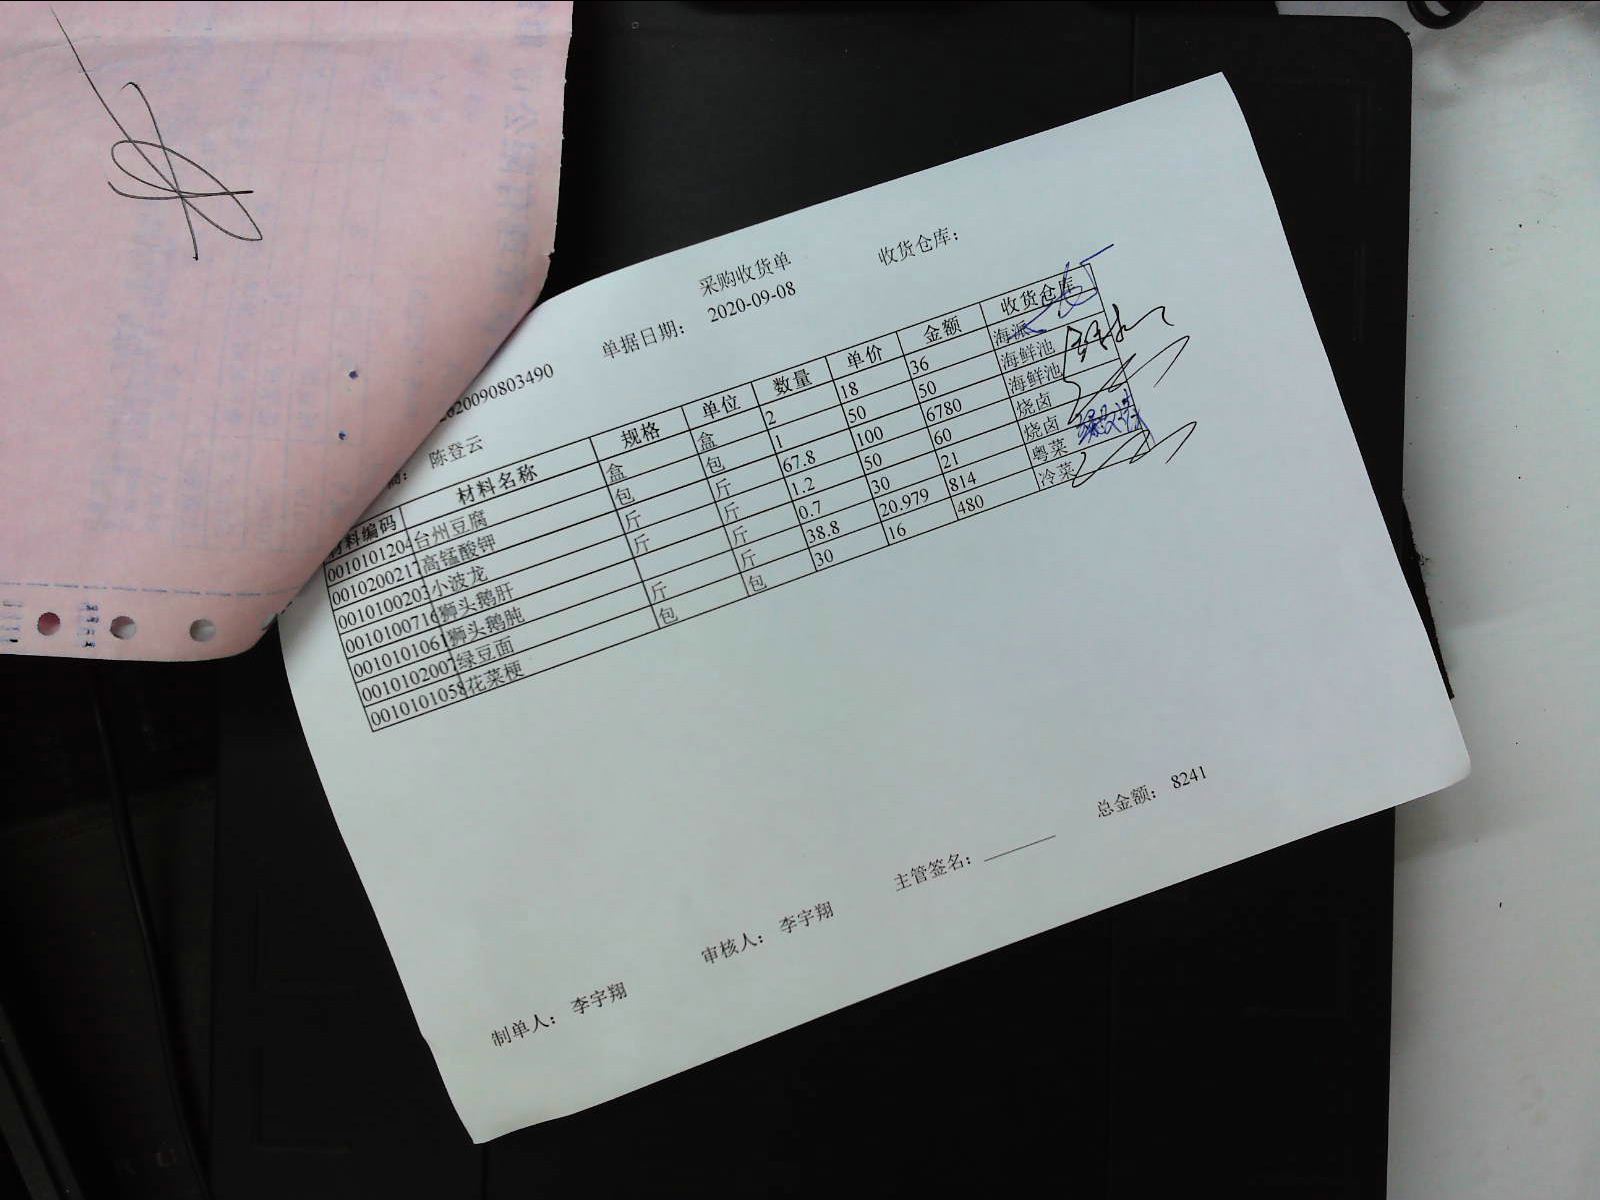 采购收货单
收货仓库：
单据日期： 2020-09-08
2020090803490
陈登云
材料编码 材料名称 规格 单位 数量 单价 金额 收货仓库
0010101204 台州豆腐 盒 盒 2 18 36 海派
0010200217 高锰酸钾 包 包 1 50 50 海鲜池
0010100203 小波龙 斤 斤 67.8 100 6780 海鲜池
0010100716 狮头鹅肝 斤 斤 1.2 50 60 烧卤
0010101061 狮头鹅肫 斤 0.7 30 21 烧卤
0010102007 绿豆面 斤 斤 38.8 20.979 814 粤菜
0010101058 花菜梗 包 包 30 16 480 冷菜
总金额： 8241
主管签名：
审核人： 李宇翔
制单人： 李宇翔